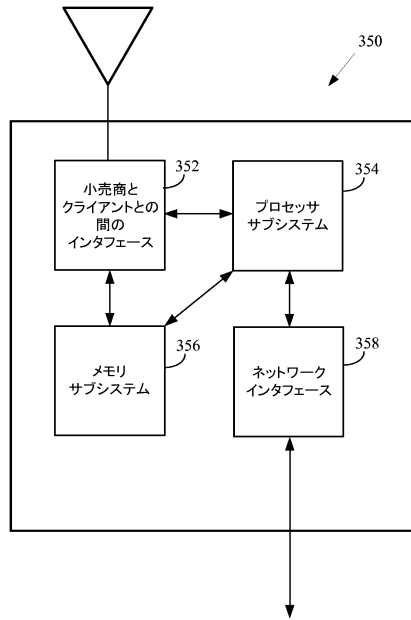 350
352
小売商と
クライアントとの
間の
インタフェース
354
プロセッサ
サブシステム
356
メモリ
サブシステム
358
ネットワーク
インタフェース